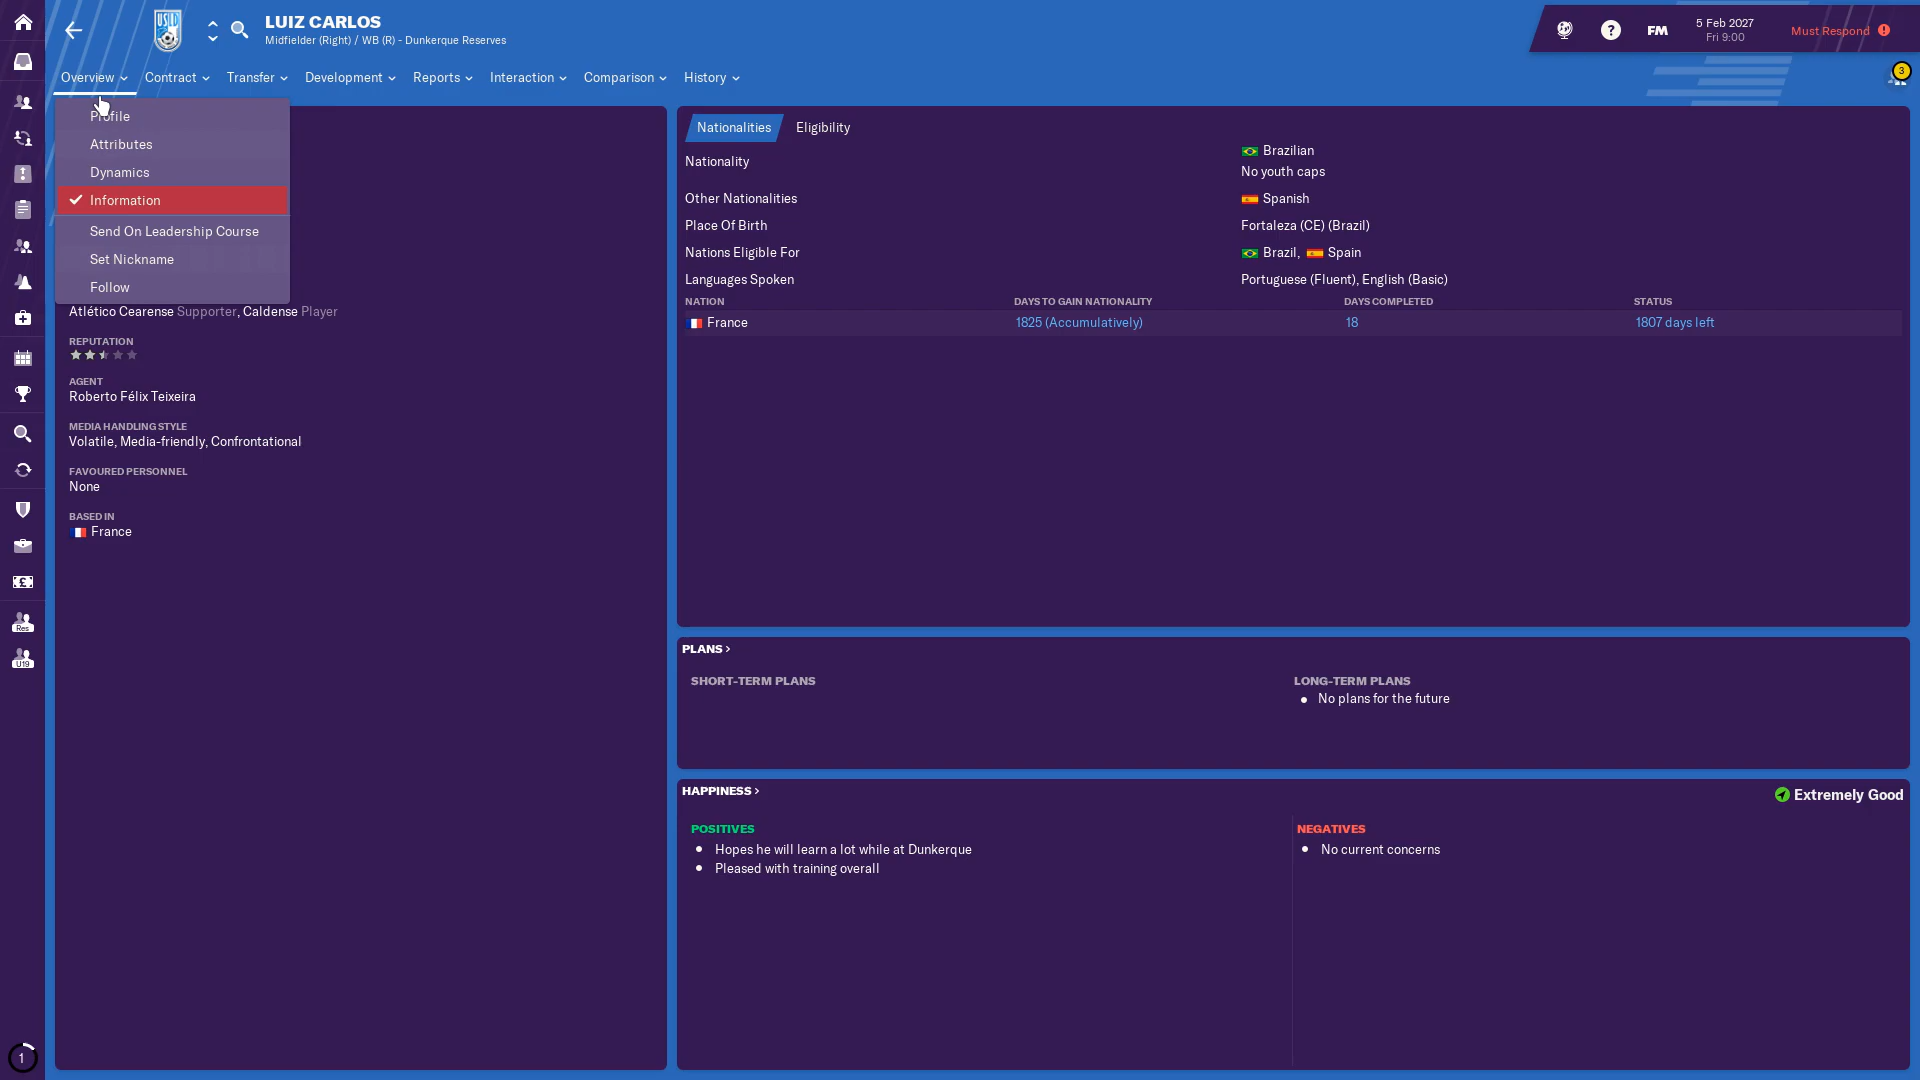 USLD
LUIZ CARLOS
Midfielder (Right) / WB (R) - Dunkerque Reserves
?
FM
5 Feb 2027
Fri 9:00
Must Respond
Overview
Contract
Transfer
Development
Reports
Interaction
Comparison
History
3
Profile
Attributes
Dynamics
Information
Send On Leadership Course
Set Nickname
Follow
Atlético Cearense Supporter, Caldense Player
REPUTATION
AGENT
Roberto Félix Teixeira
MEDIA HANDLING STYLE
Volatile, Media-friendly, Confrontational
FAVOURED PERSONNEL
None
BASED IN
France
Nationalities
Eligibility
Nationality
Brazilian
No youth caps
Other Nationalities
Spanish
Place Of Birth
Fortaleza (CE) (Brazil)
Nations Eligible For
Brazil, Spain
Languages Spoken
Portuguese (Fluent), English (Basic)
NATION DAYS TO GAIN NATIONALITY DAYS COMPLETED STATUS
France 1825 (Accumulatively) 18 1807 days left
PLANS >
SHORT-TERM PLANS
LONG-TERM PLANS
No plans for the future
HAPPINESS >
Extremely Good
POSITIVES
Hopes he will learn a lot while at Dunkerque
Pleased with training overall
NEGATIVES
No current concerns
£
Res
U19
1